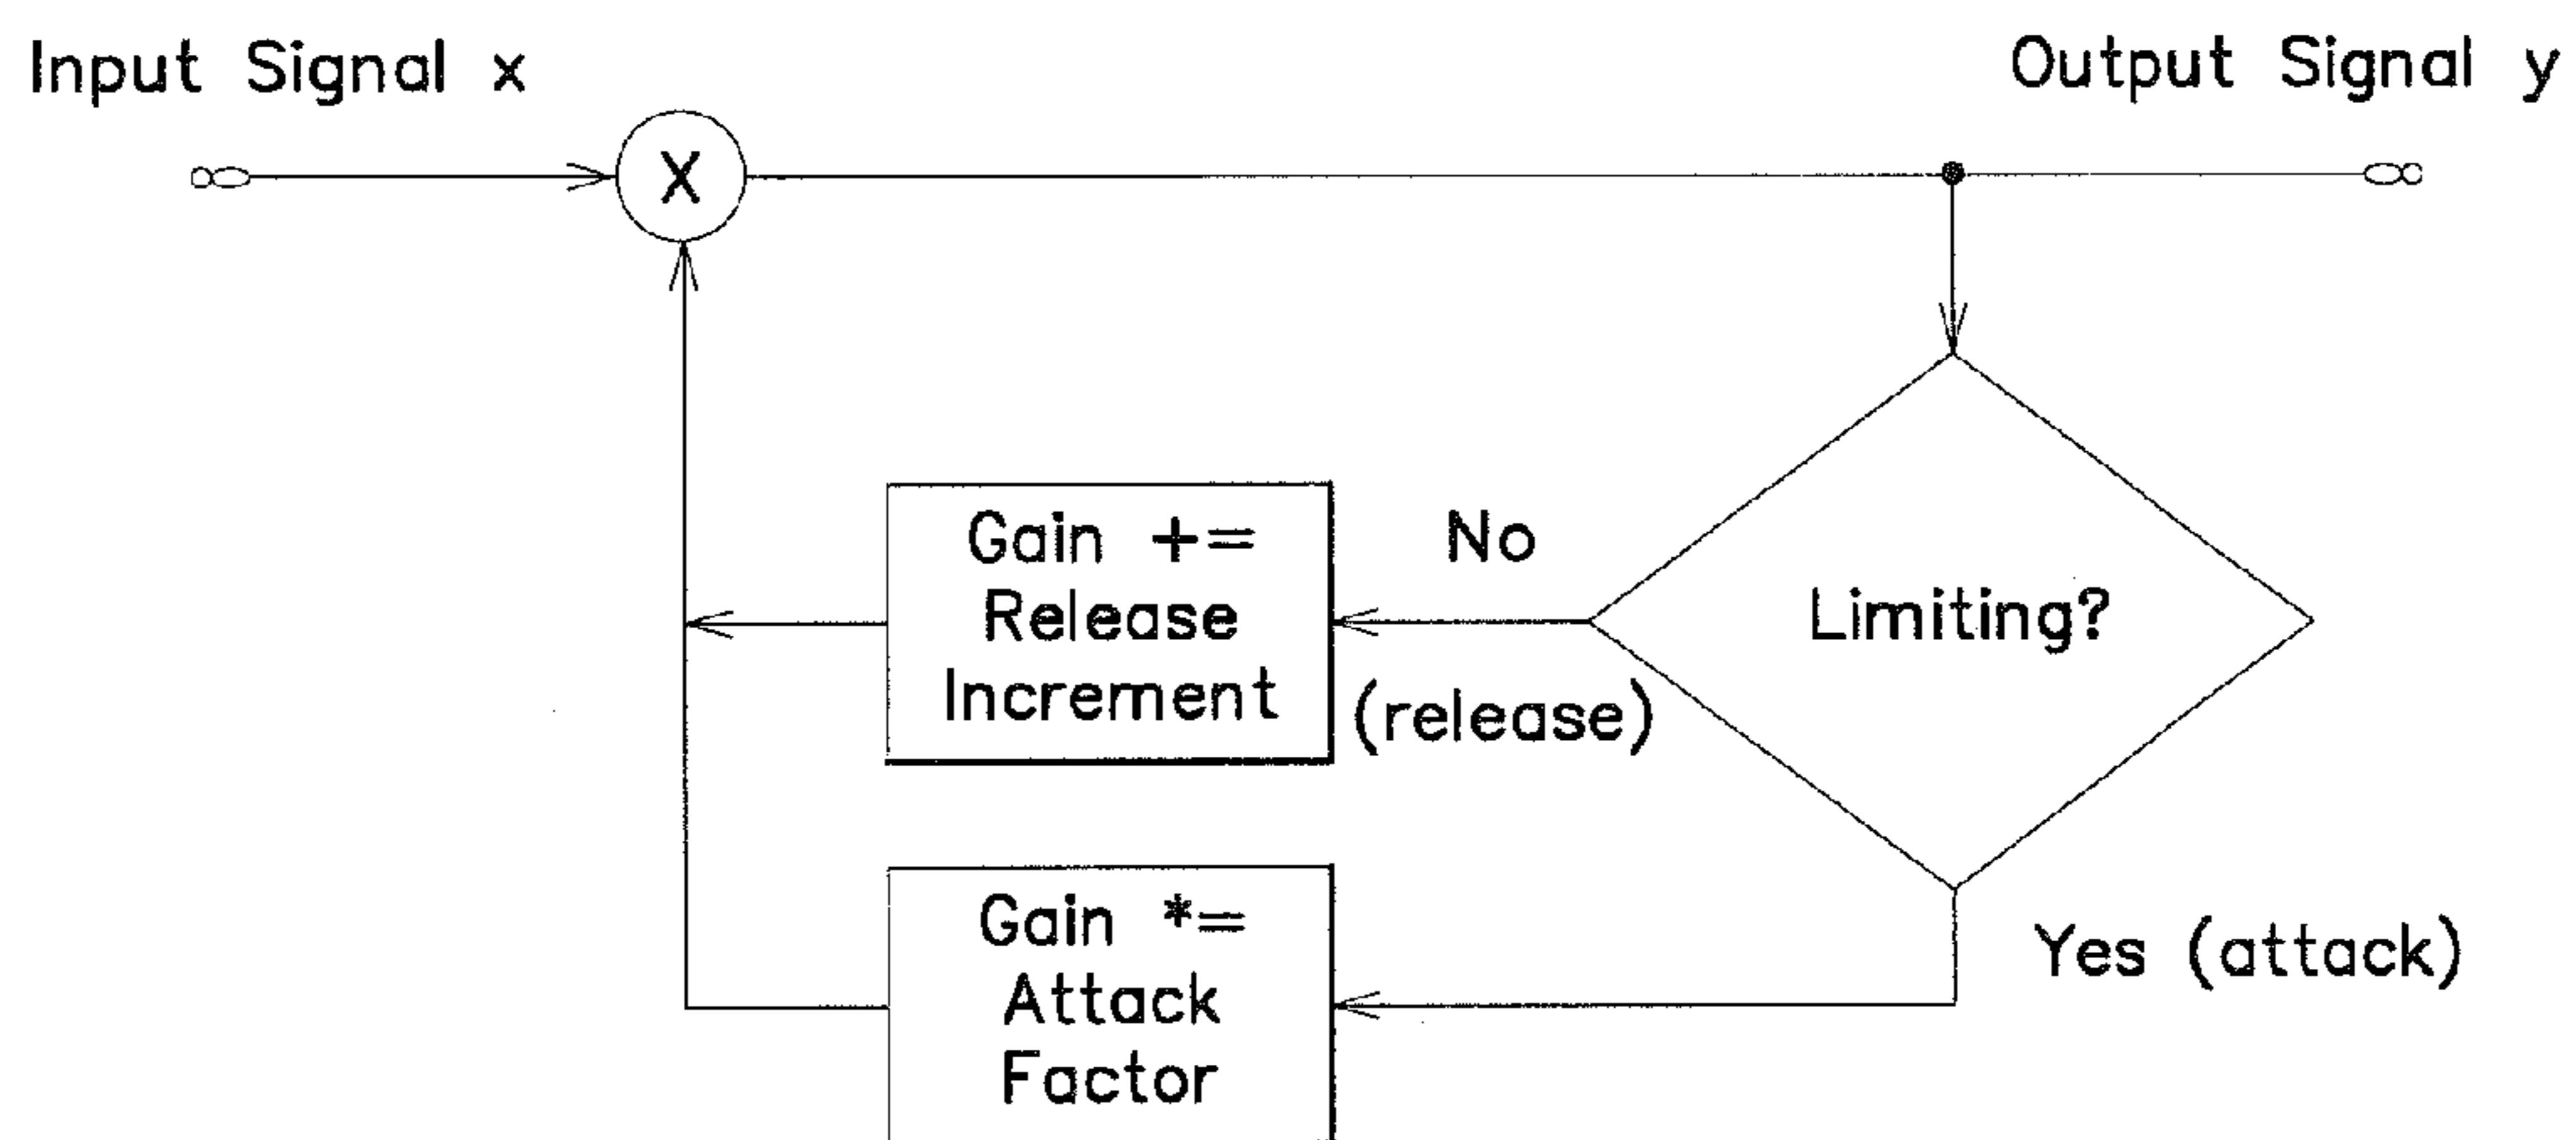 Input Signal x
Output Signal y
X
Gain +=
Release
Increment
No
(release)
Limiting?
Gain *=
Attack
Factor
Yes (attack)